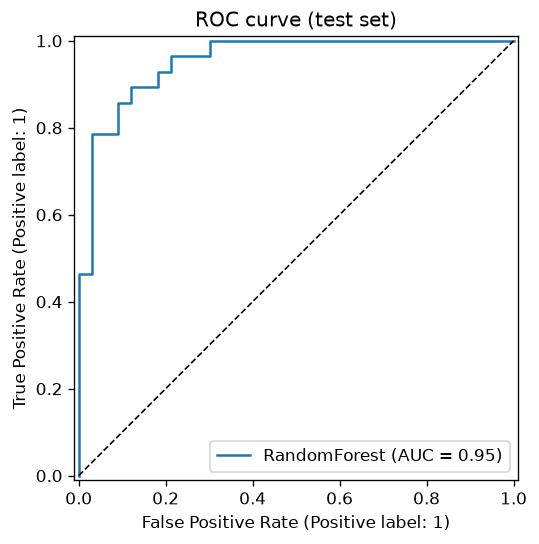 ROC curve (test set)
True Positive Rate (Positive label: 1)
1.0
0.8
0.6
0.4
0.2
0.0
RandomForest (AUC = 0.95)
0.0 0.2 0.4 0.6 0.8 1.0
False Positive Rate (Positive label: 1)